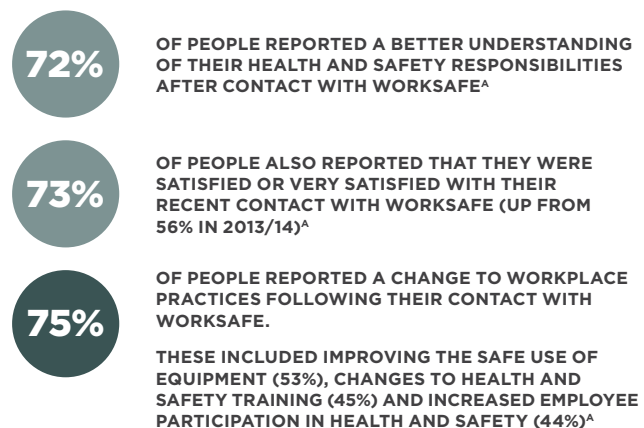 72%
OF PEOPLE REPORTED A BETTER UNDERSTANDING
OF THEIR HEALTH AND SAFETY RESPONSIBILITIES
AFTER CONTACT WITH WORKSAFEᴬ
73%
OF PEOPLE ALSO REPORTED THAT THEY WERE
SATISFIED OR VERY SATISFIED WITH THEIR
RECENT CONTACT WITH WORKSAFE (UP FROM
56% IN 2013/14)ᴬ
75%
OF PEOPLE REPORTED A CHANGE TO WORKPLACE
PRACTICES FOLLOWING THEIR CONTACT WITH
WORKSAFE.
THESE INCLUDED IMPROVING THE SAFE USE OF
EQUIPMENT (53%), CHANGES TO HEALTH AND
SAFETY TRAINING (45%) AND INCREASED EMPLOYEE
PARTICIPATION IN HEALTH AND SAFETY (44%)ᴬ